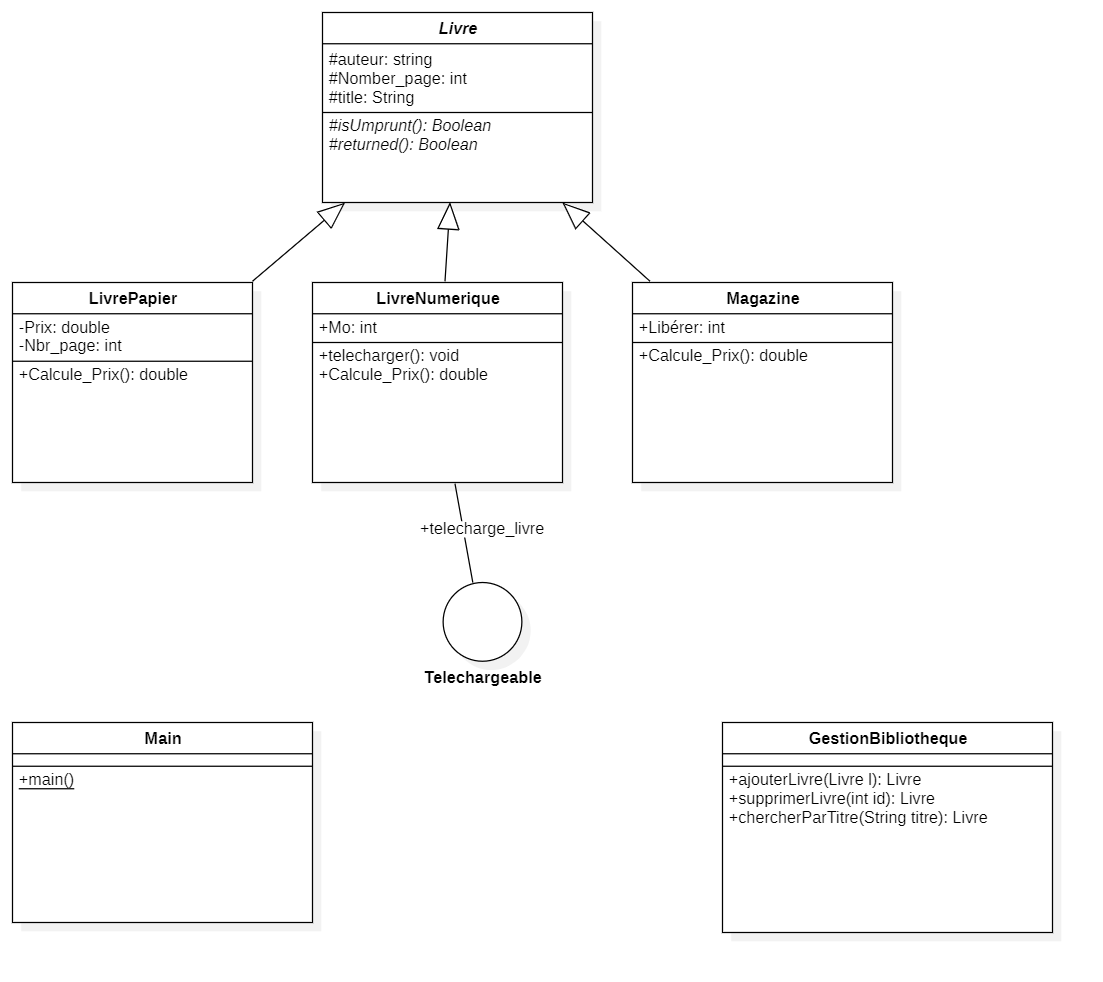 Livre
#auteur: string
#Nomber_page: int
#title: String
#isUmprunt(): Boolean
#returned(): Boolean
LivrePapier
-Prix: double
-Nbr_page: int
+Calcule_Prix(): double
LivreNumerique
+Mo: int
+telecharger(): void
+Calcule_Prix(): double
Magazine
+Libérer: int
+Calcule_Prix(): double
+telecharge_livre
Telechargeable
Main
+main()
GestionBibliotheque
+ajouterLivre(Livre l): Livre
+supprimerLivre(int id): Livre
+chercherParTitre(String titre): Livre